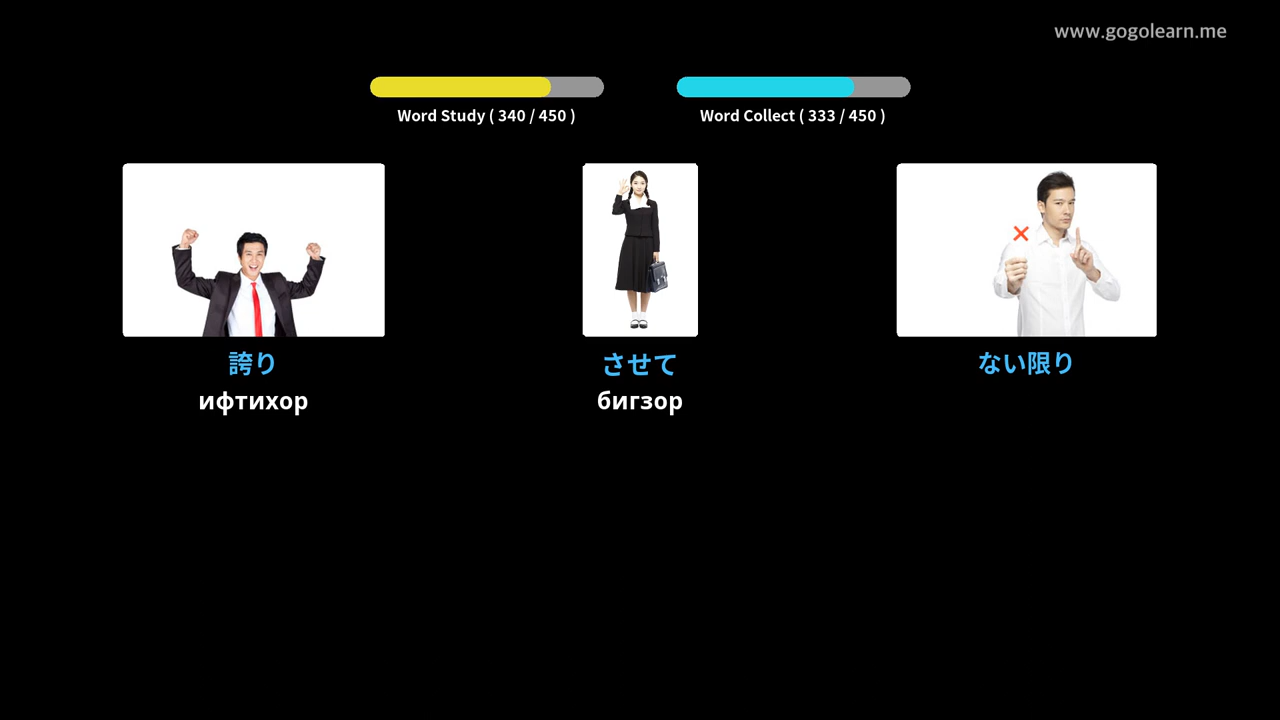 www.gogolearn.me
Word Study ( 340 / 450 )
Word Collect ( 333 / 450 )
誇り
させて
ない限り
ифтихор
бигзор